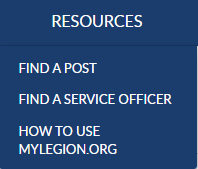 RESOURCES
FIND A POST
FIND A SERVICE OFFICER
HOW TO USE
MYLEGION.ORG